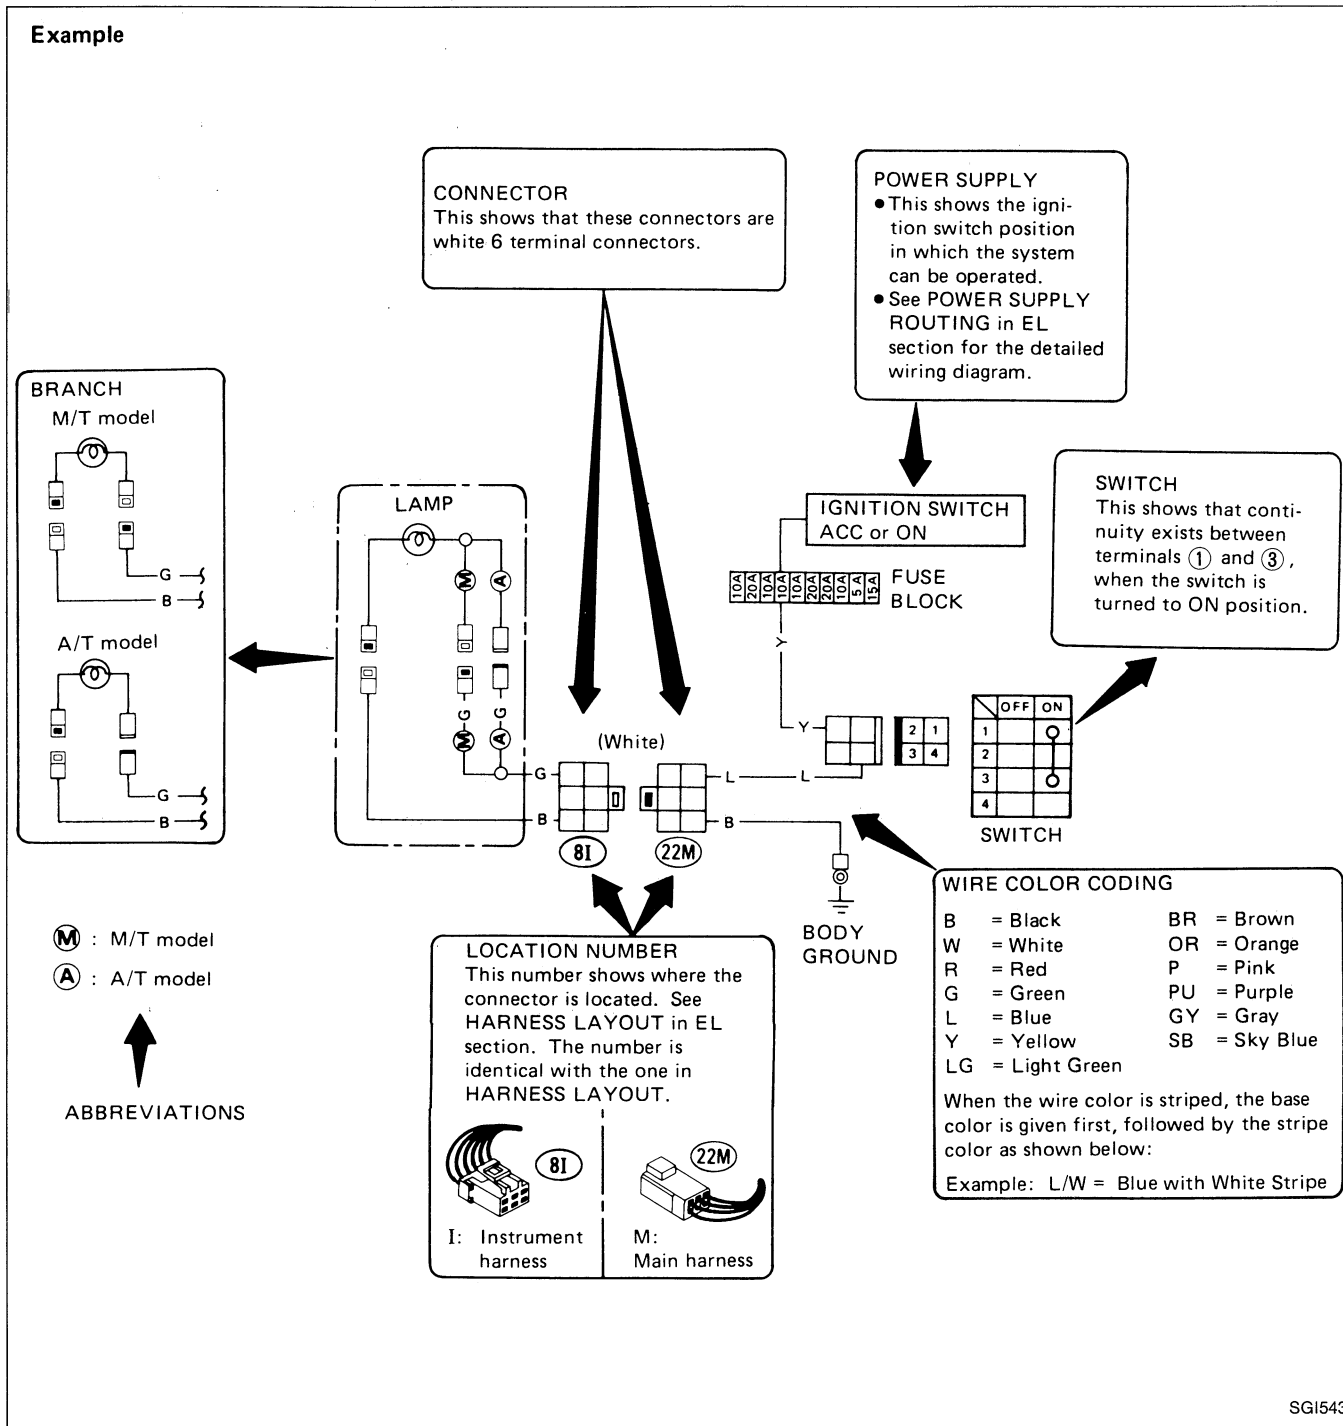 Example
CONNECTOR
This shows that these connectors are
white 6 terminal connectors.
POWER SUPPLY
● This shows the igni-
tion switch position
in which the system
can be operated.
● See POWER SUPPLY
ROUTING in EL
section for the detailed
wiring diagram.
BRANCH
M/T model
G
B
A/T model
G
B
LAMP
M
A
G
G
M
A
G
B
IGNITION SWITCH
ACC or ON
10A
20A
10A
10A
10A
20A
20A
10A
5A
15A
FUSE
BLOCK
Y
Y
SWITCH
This shows that conti-
nuity exists between
terminals ① and ③,
when the switch is
turned to ON position.
(White)
L
L
B
8I
22M
2 1
3 4
OFF ON
1
2
3
4
SWITCH
BODY
GROUND
M : M/T model
A : A/T model
ABBREVIATIONS
LOCATION NUMBER
This number shows where the
connector is located. See
HARNESS LAYOUT in EL
section. The number is
identical with the one in
HARNESS LAYOUT.
8I
I: Instrument
harness
22M
M:
Main harness
WIRE COLOR CODING
B = Black BR = Brown
W = White OR = Orange
R = Red P = Pink
G = Green PU = Purple
L = Blue GY = Gray
Y = Yellow SB = Sky Blue
LG = Light Green
When the wire color is striped, the base
color is given first, followed by the stripe
color as shown below:
Example: L/W = Blue with White Stripe
SGI543